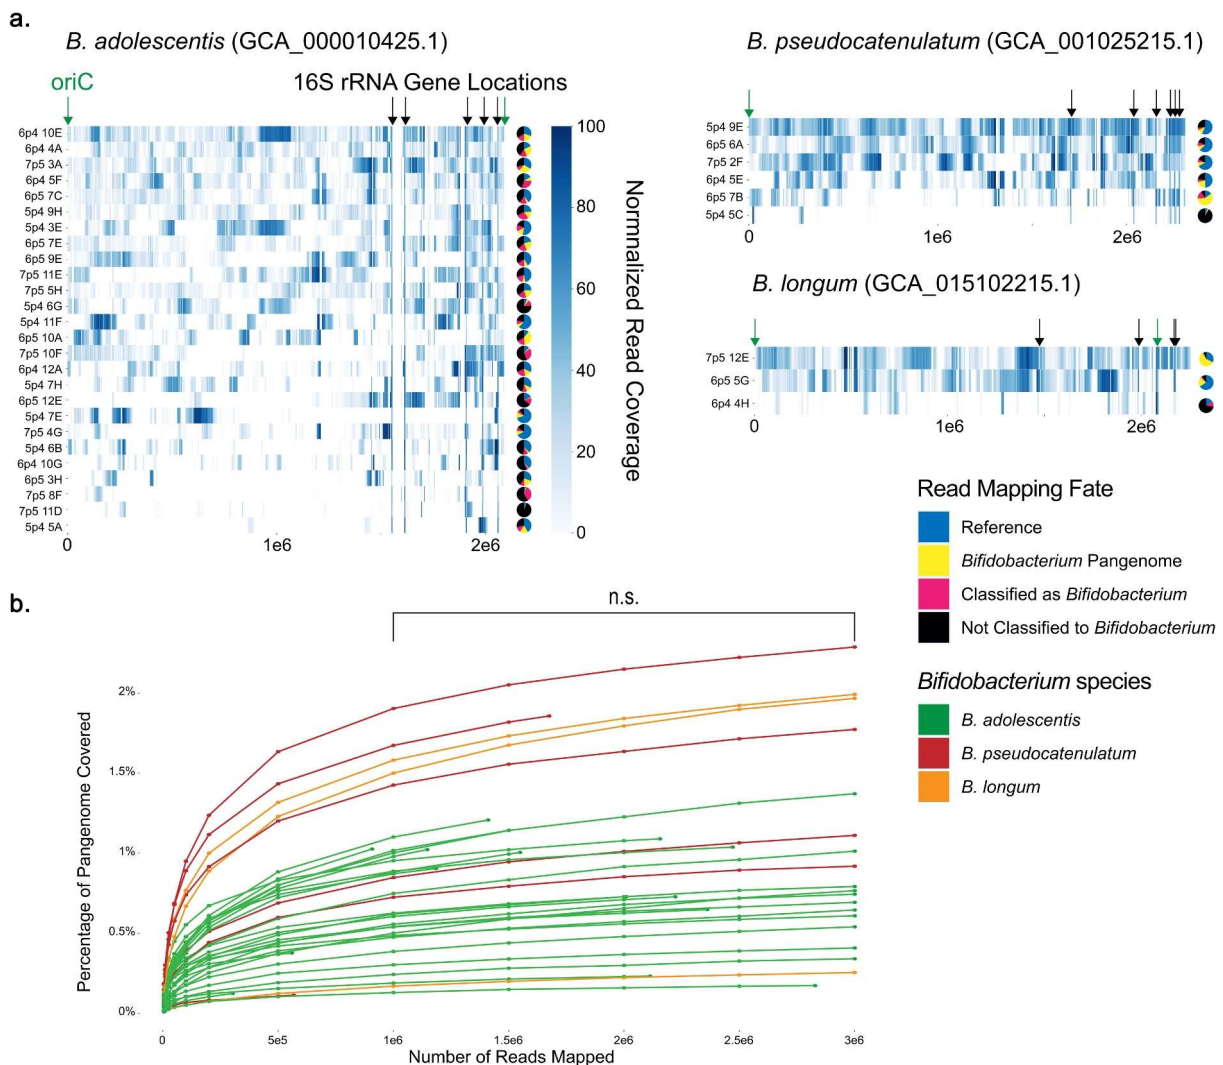 a.
B. adolescentis (GCA_000010425.1)
oriC
16S rRNA Gene Locations
6p4 10E
6p4 4A
7p5 3A
6p4 5F
6p5 7C
5p4 9H
5p4 3E
6p5 7E
6p5 9E
7p5 11E
7p5 5H
5p4 6G
5p4 11F
6p5 10A
7p5 10F
6p4 12A
5p4 7H
6p5 12E
5p4 7E
7p5 4G
5p4 6B
6p4 10G
6p5 3H
7p5 8F
7p5 11D
5p4 5A
0
1e6
2e6
100
80
60
40
20
0
Normnalized Read Coverage
B. pseudocatenulatum (GCA_001025215.1)
5p4 9E
6p5 6A
7p5 2F
6p4 5E
6p5 7B
5p4 5C
0
1e6
2e6
B. longum (GCA_015102215.1)
7p5 12E
6p5 5G
6p4 4H
0
1e6
2e6
Read Mapping Fate
Reference
Bifidobacterium Pangenome
Classified as Bifidobacterium
Not Classified to Bifidobacterium
Bifidobacterium species
B. adolescentis
B. pseudocatenulatum
B. longum
b.
n.s.
Percentage of Pangenome Covered
2%
1.5%
1%
0.5%
0%
0
5e5
1e6
1.5e6
2e6
2.5e6
3e6
Number of Reads Mapped